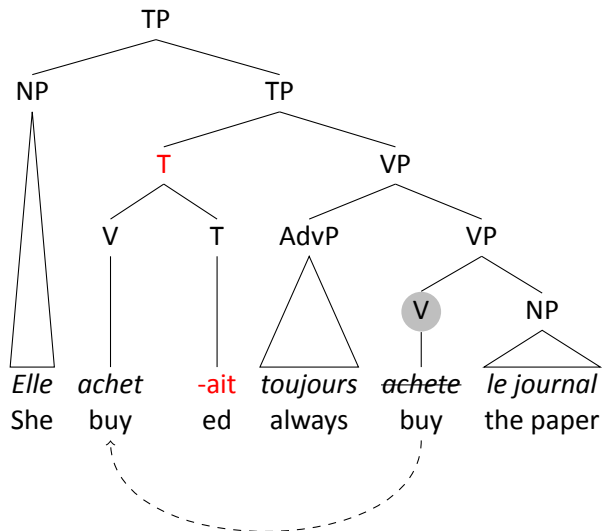 TP
NP TP
T VP
V T AdvP VP
V NP
Elle achet -ait toujours achete le journal
She buy ed always buy the paper